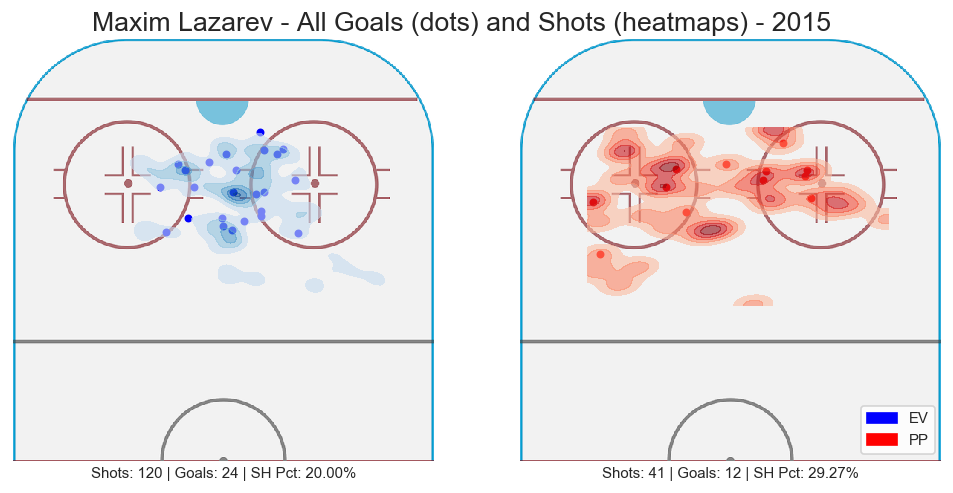 Maxim Lazarev - All Goals (dots) and Shots (heatmaps) - 2015
EV
PP
Shots: 120 | Goals: 24 | SH Pct: 20.00%
Shots: 41 | Goals: 12 | SH Pct: 29.27%